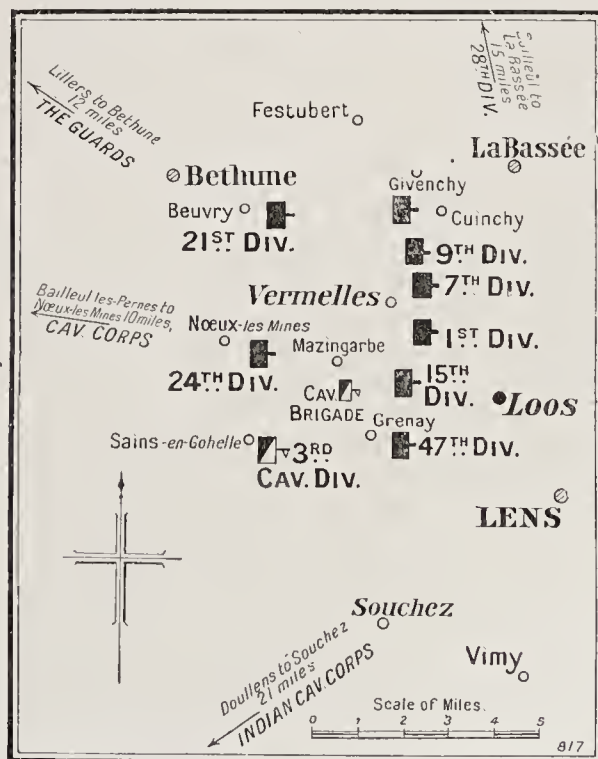 to
La Bassée
15 miles
28TH DIV.
Lillers to Bethune
12 miles
THE GUARDS
Festubert
LaBassée
Bethune
Givenchy
Beuvry
Cuinchy
21ST DIV.
9TH DIV.
7TH DIV.
Vermelles
Bailleul les-Pernes to
Nœux-les Mines 10 miles,
CAV. CORPS
Nœux-les Mines
1ST DIV.
Mazingarbe
24TH DIV.
15TH
DIV.
CAV.
BRIGADE
Loos
Grenay
Sains-en-Gohelle
3RD
CAV. DIV.
47TH DIV.
LENS
Souchez
Doullens to Souchez
21 miles
INDIAN CAV. CORPS
Vimy
Scale of Miles.
0 1 2 3 4 5
817